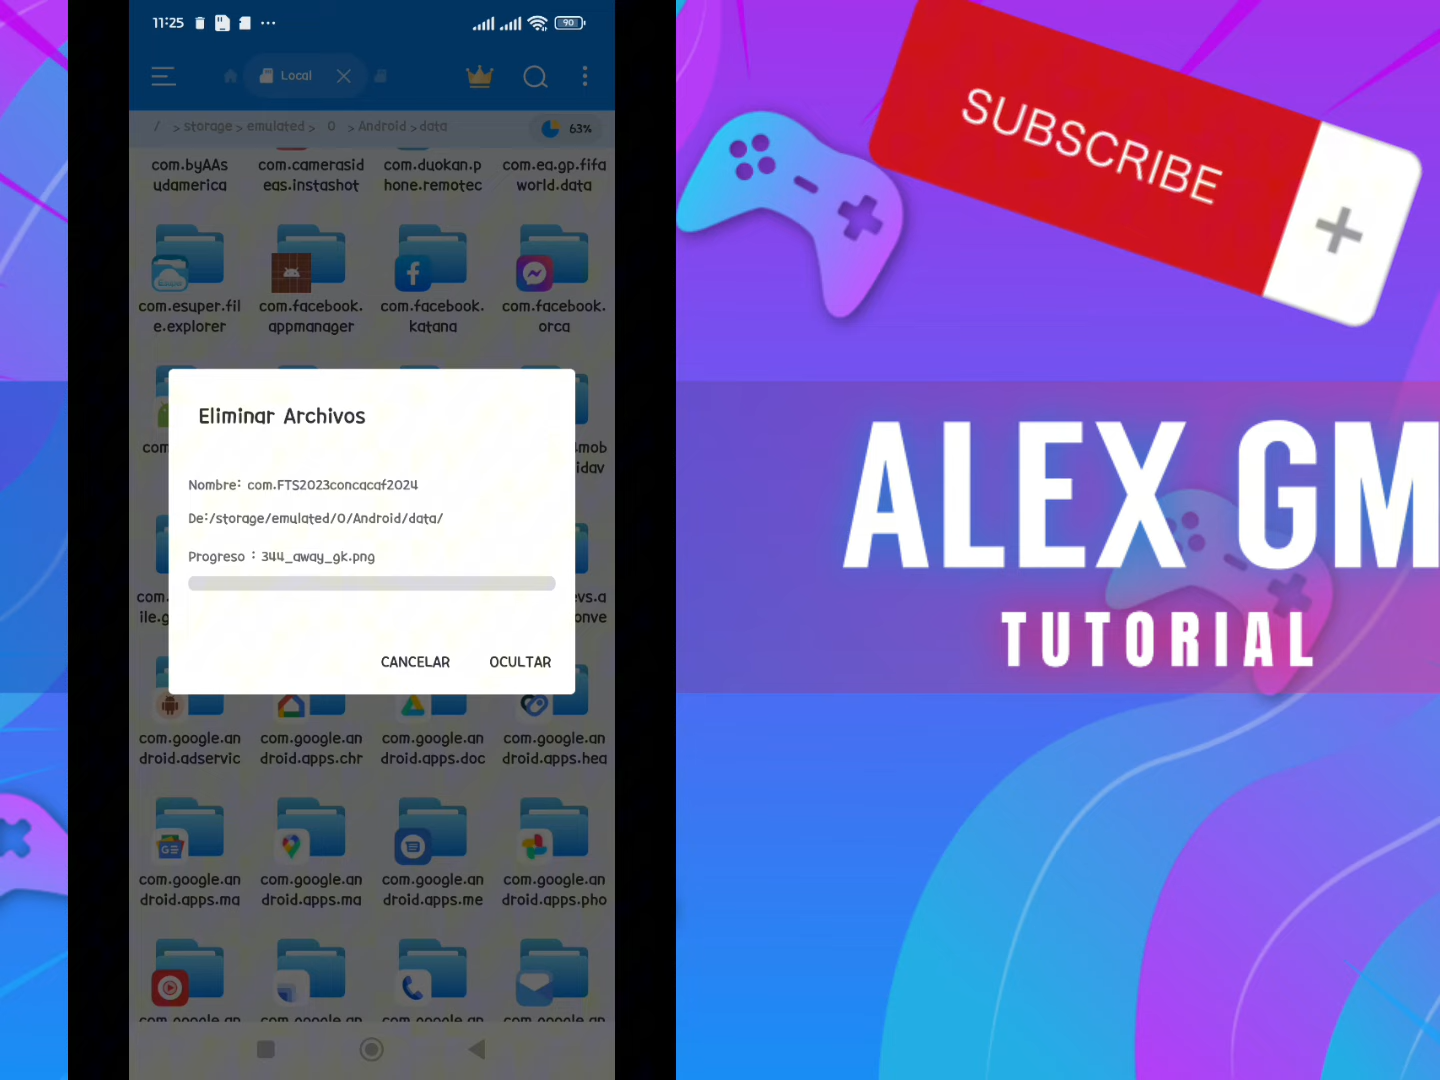 11:25
90
Local
/ > storage > emulated > 0 > Android > data
63%
com.byAAs
udamerica
com.camerasid
eas.instashot
com.duokan.p
hone.remotec
com.ea.gp.fifa
world.data
com.esuper.fil
e.explorer
com.facebook.
appmanager
com.facebook.
katana
com.facebook.
orca
Eliminar Archivos
Nombre: com.FTS2023concacaf2024
De:/storage/emulated/0/Android/data/
Progreso : 344_away_gk.png
CANCELAR
OCULTAR
com.google.an
droid.adservic
com.google.an
droid.apps.chr
com.google.an
droid.apps.doc
com.google.an
droid.apps.hea
com.google.an
droid.apps.ma
com.google.an
droid.apps.ma
com.google.an
droid.apps.me
com.google.an
droid.apps.pho
SUBSCRIBE
ALEX GM
TUTORIAL